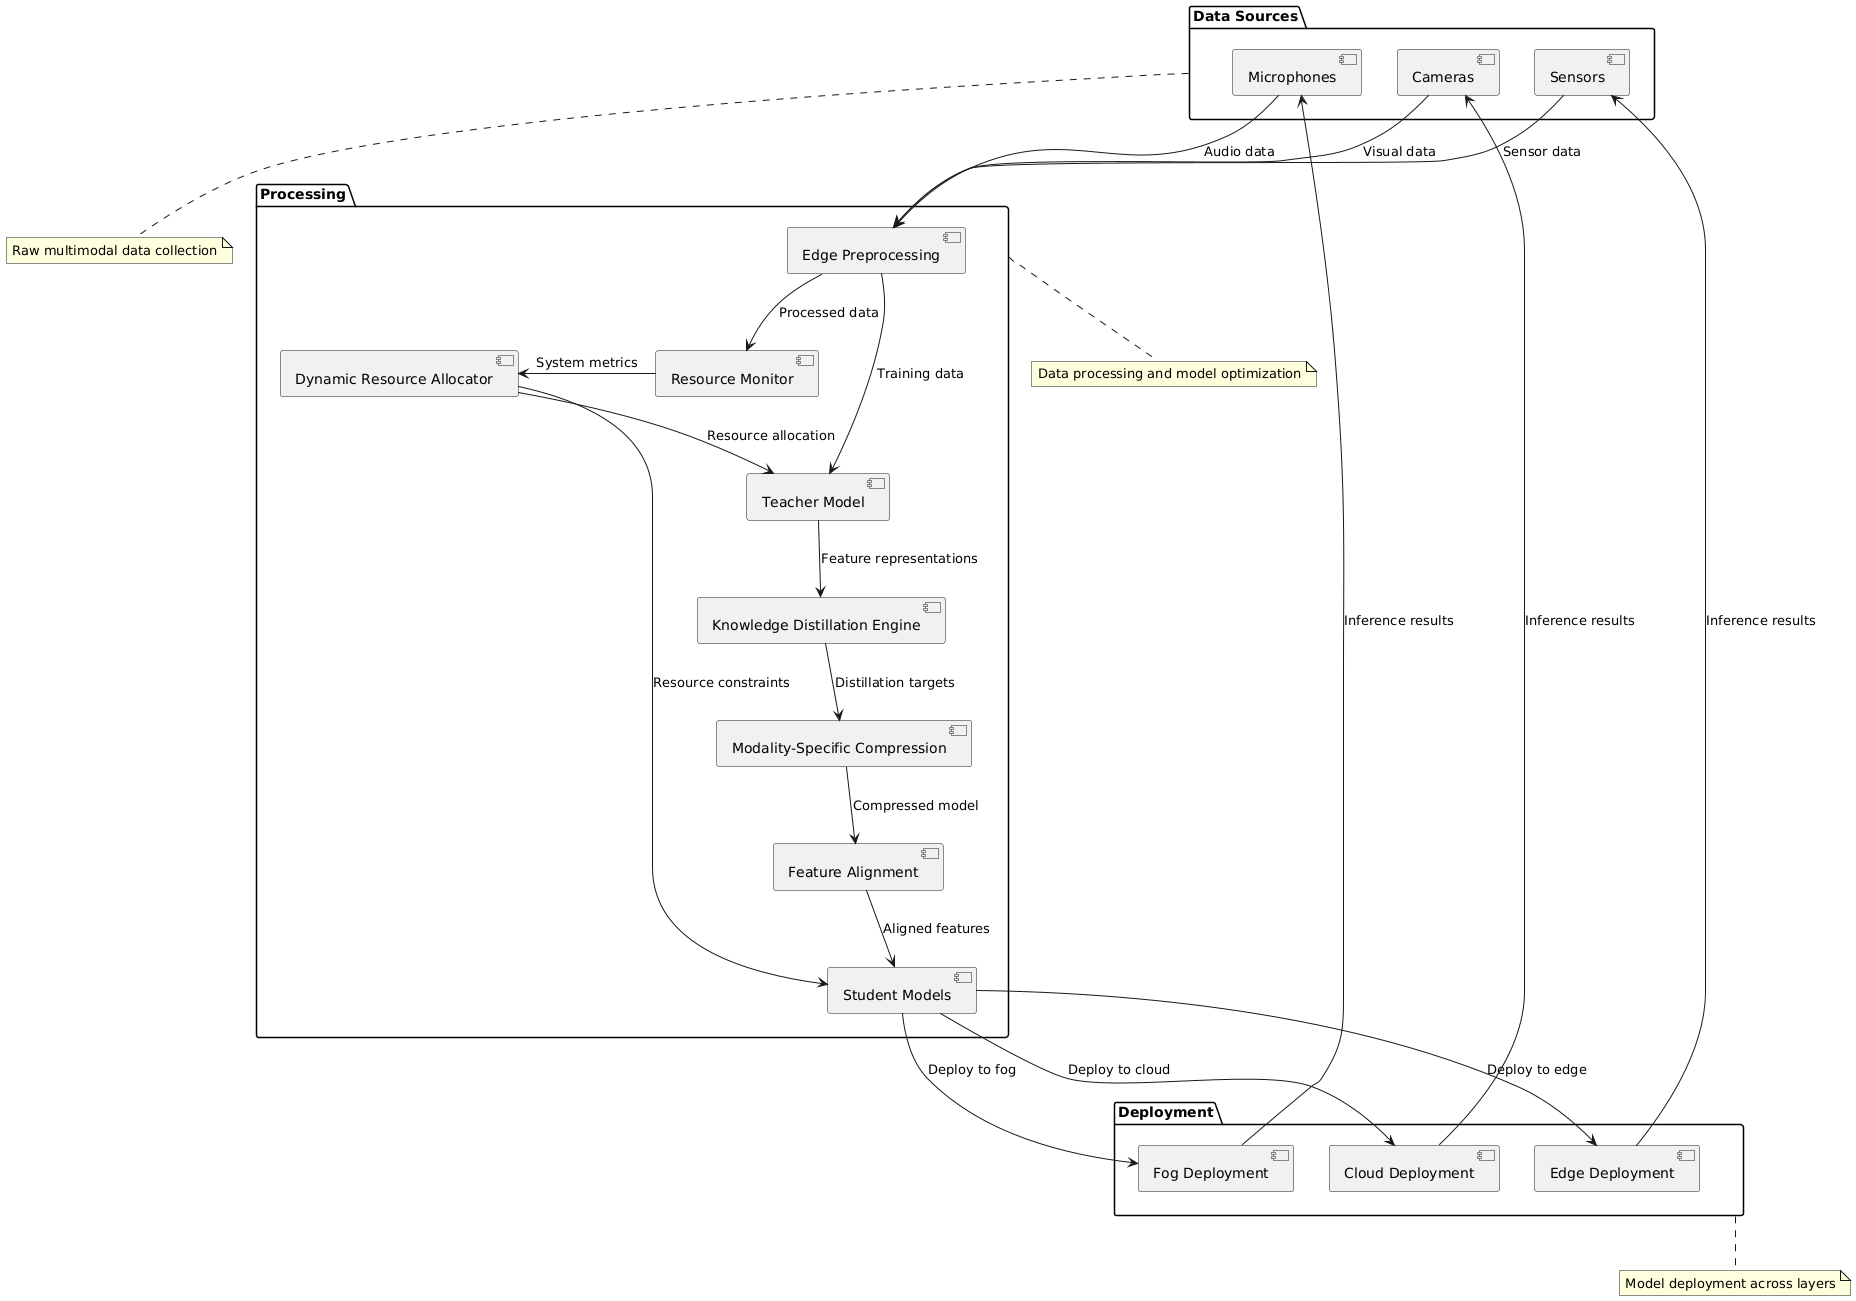 Data Sources
Microphones
Cameras
Sensors
Audio data
Visual data
Sensor data
Processing
Raw multimodal data collection
Edge Preprocessing
Processed data
System metrics
Dynamic Resource Allocator
Resource Monitor
Training data
Data processing and model optimization
Resource allocation
Teacher Model
Feature representations
Knowledge Distillation Engine
Inference results
Inference results
Inference results
Resource constraints
Distillation targets
Modality-Specific Compression
Compressed model
Feature Alignment
Aligned features
Student Models
Deploy to fog
Deploy to cloud
Deploy to edge
Deployment
Fog Deployment
Cloud Deployment
Edge Deployment
Model deployment across layers